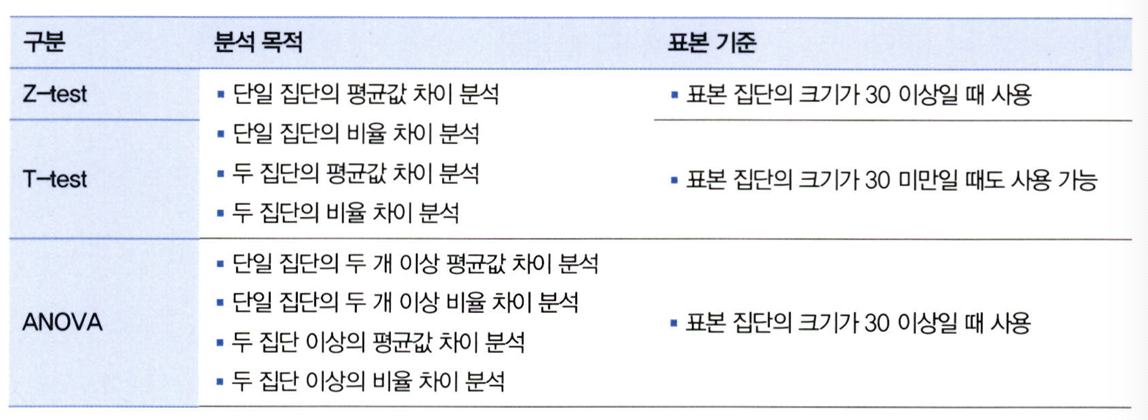 구분 분석 목적 표본 기준
Z-test
▪ 단일 집단의 평균값 차이 분석
▪ 단일 집단의 비율 차이 분석
▪ 두 집단의 평균값 차이 분석
▪ 두 집단의 비율 차이 분석
▪ 표본 집단의 크기가 30 이상일 때 사용
T-test
▪ 표본 집단의 크기가 30 미만일 때도 사용 가능
ANOVA
▪ 단일 집단의 두 개 이상 평균값 차이 분석
▪ 단일 집단의 두 개 이상 비율 차이 분석
▪ 두 집단 이상의 평균값 차이 분석
▪ 두 집단 이상의 비율 차이 분석
▪ 표본 집단의 크기가 30 이상일 때 사용